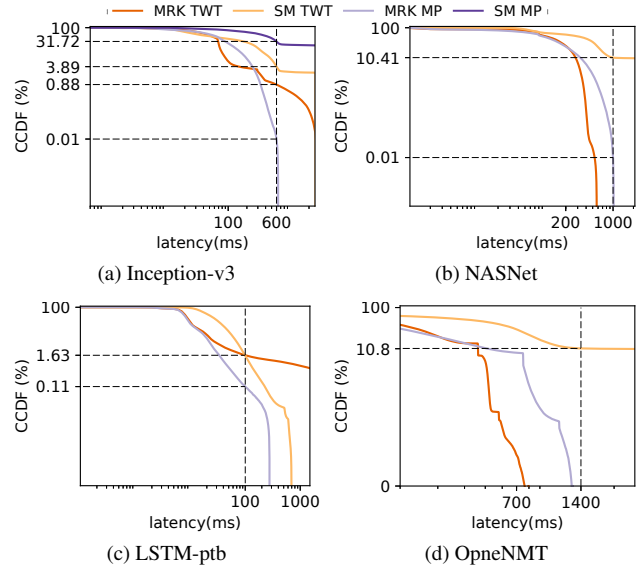 MRK TWT SM TWT MRK MP SM MP
100
31.72
3.89
0.88
0.01
CCDF (%)
100 600
latency(ms)
(a) Inception-v3
100
10.41
0.01
CCDF (%)
200 1000
latency(ms)
(b) NASNet
100
1.63
0.11
CCDF (%)
100 1000
latency(ms)
(c) LSTM-ptb
100
10.8
0
CCDF (%)
700 1400
latency(ms)
(d) OpneNMT